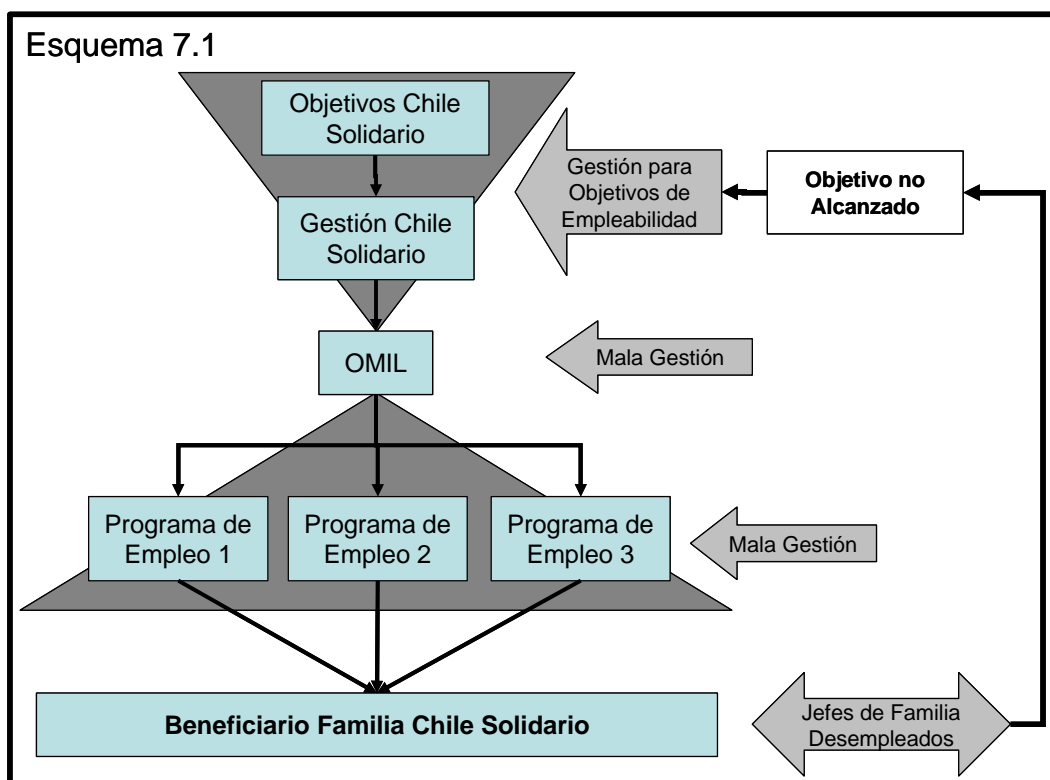 Esquema 7.1
Objetivos Chile
Solidario
Gestión para
Objetivos de
Empleabilidad
Objetivo no
Alcanzado
Gestión Chile
Solidario
OMIL
Mala Gestión
Programa de
Empleo 1
Programa de
Empleo 2
Programa de
Empleo 3
Mala Gestión
Beneficiario Familia Chile Solidario
Jefes de Familia
Desempleados